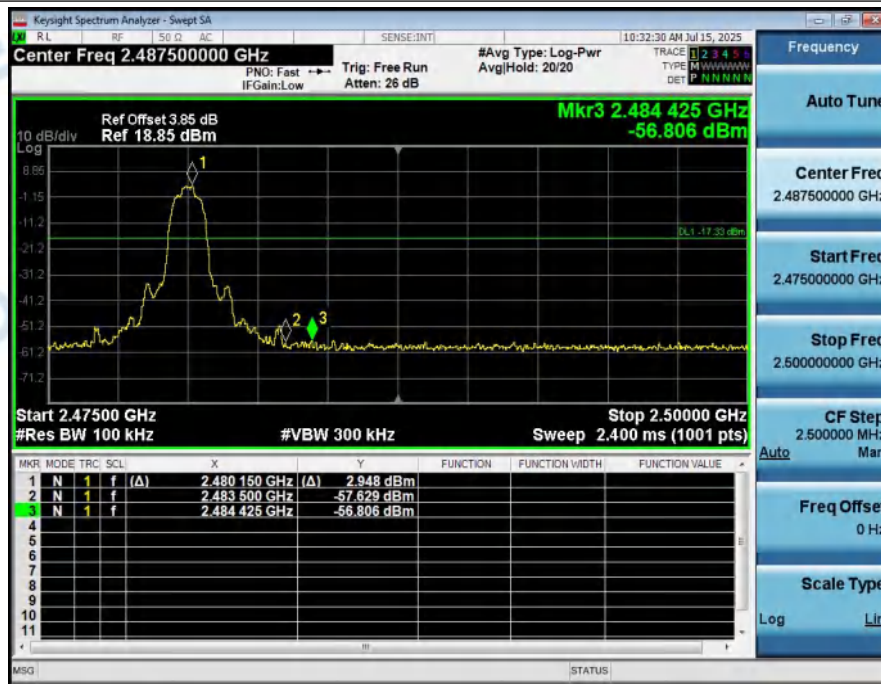 Keysight Spectrum Analyzer - Swept SA
RL RF 50 Ω AC SENSE:INT 10:32:30 AM Jul 15, 2025
Center Freq 2.487500000 GHz
PNO: Fast
IFGain:Low
Trig: Free Run
Atten: 26 dB
#Avg Type: Log-Pwr
Avg|Hold: 20/20
TRACE 1 2 3 4 5 6
TYPE M W W W W W
DET P N N N N N
Ref Offset 3.85 dB
10 dB/div Ref 18.85 dBm
Log
Mkr3 2.484 425 GHz
-56.806 dBm
1
8.85
-1.15
-11.2
DL1 -17.33 dBm
-21.2
-31.2
-41.2
-51.2
2
3
-61.2
-71.2
Start 2.47500 GHz Stop 2.50000 GHz
#Res BW 100 kHz #VBW 300 kHz Sweep 2.400 ms (1001 pts)
MKR MODE TRC SCL X Y FUNCTION FUNCTION WIDTH FUNCTION VALUE
1 N 1 f (Δ) 2.480 150 GHz (Δ) 2.948 dBm
2 N 1 f 2.483 500 GHz -57.629 dBm
3 N 1 f 2.484 425 GHz -56.806 dBm
4
5
6
7
8
9
10
11
MSG STATUS
Frequency
Auto Tune
Center Freq
2.487500000 GHz
Start Freq
2.475000000 GHz
Stop Freq
2.500000000 GHz
CF Step
2.500000 MHz
Auto Man
Freq Offset
0 Hz
Scale Type
Log Lin